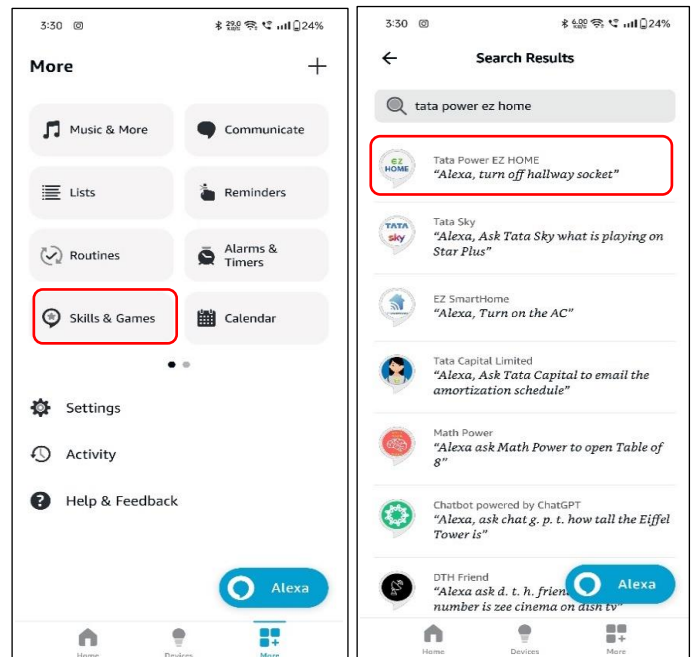 3:30
29.0 KB/S
24%
More
+
Music & More
Communicate
Lists
Reminders
Routines
Alarms &
Timers
Skills & Games
Calendar
Settings
Activity
Help & Feedback
Alexa
Home
Devices
More
3:30
6.00 KB/S
24%
Search Results
tata power ez home
EZ
HOME
Tata Power EZ HOME
“Alexa, turn off hallway socket”
TATA
sky
Tata Sky
“Alexa, Ask Tata Sky what is playing on
Star Plus”
EZ SmartHome
“Alexa, Turn on the AC”
Tata Capital Limited
“Alexa, Ask Tata Capital to email the
amortization schedule”
Math Power
“Alexa ask Math Power to open Table of
8”
Chatbot powered by ChatGPT
“Alexa, ask chat g. p. t. how tall the Eiffel
Tower is”
DTH Friend
“Alexa ask d. t. h.
number is zee cinema on dish tv”
Alexa
Home
Devices
More